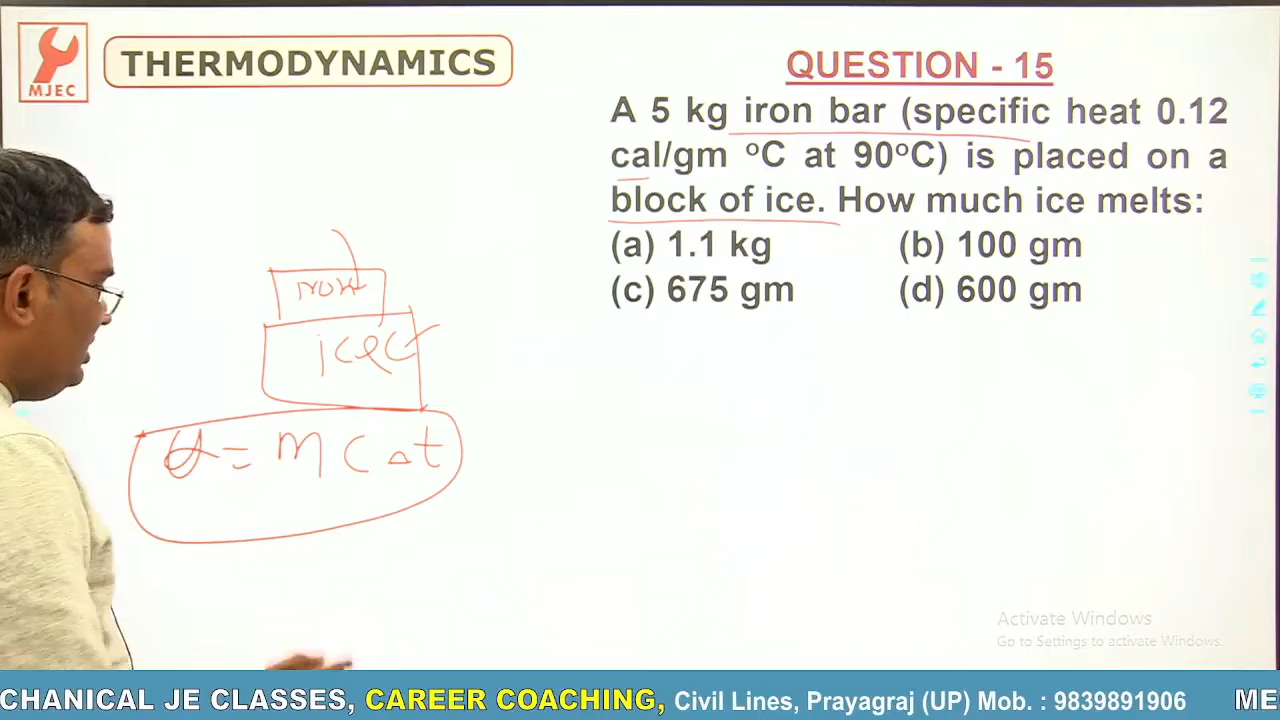 MJEC
THERMODYNAMICS
QUESTION - 15
A 5 kg iron bar (specific heat 0.12
cal/gm ºC at 90ºC) is placed on a
block of ice. How much ice melts:
(a) 1.1 kg (b) 100 gm
(c) 675 gm (d) 600 gm
iron
ice
Q = m c Δt
Activate Windows
Go to Settings to activate Windows.
CHANICAL JE CLASSES, CAREER COACHING, Civil Lines, Prayagraj (UP) Mob. : 9839891906 ME